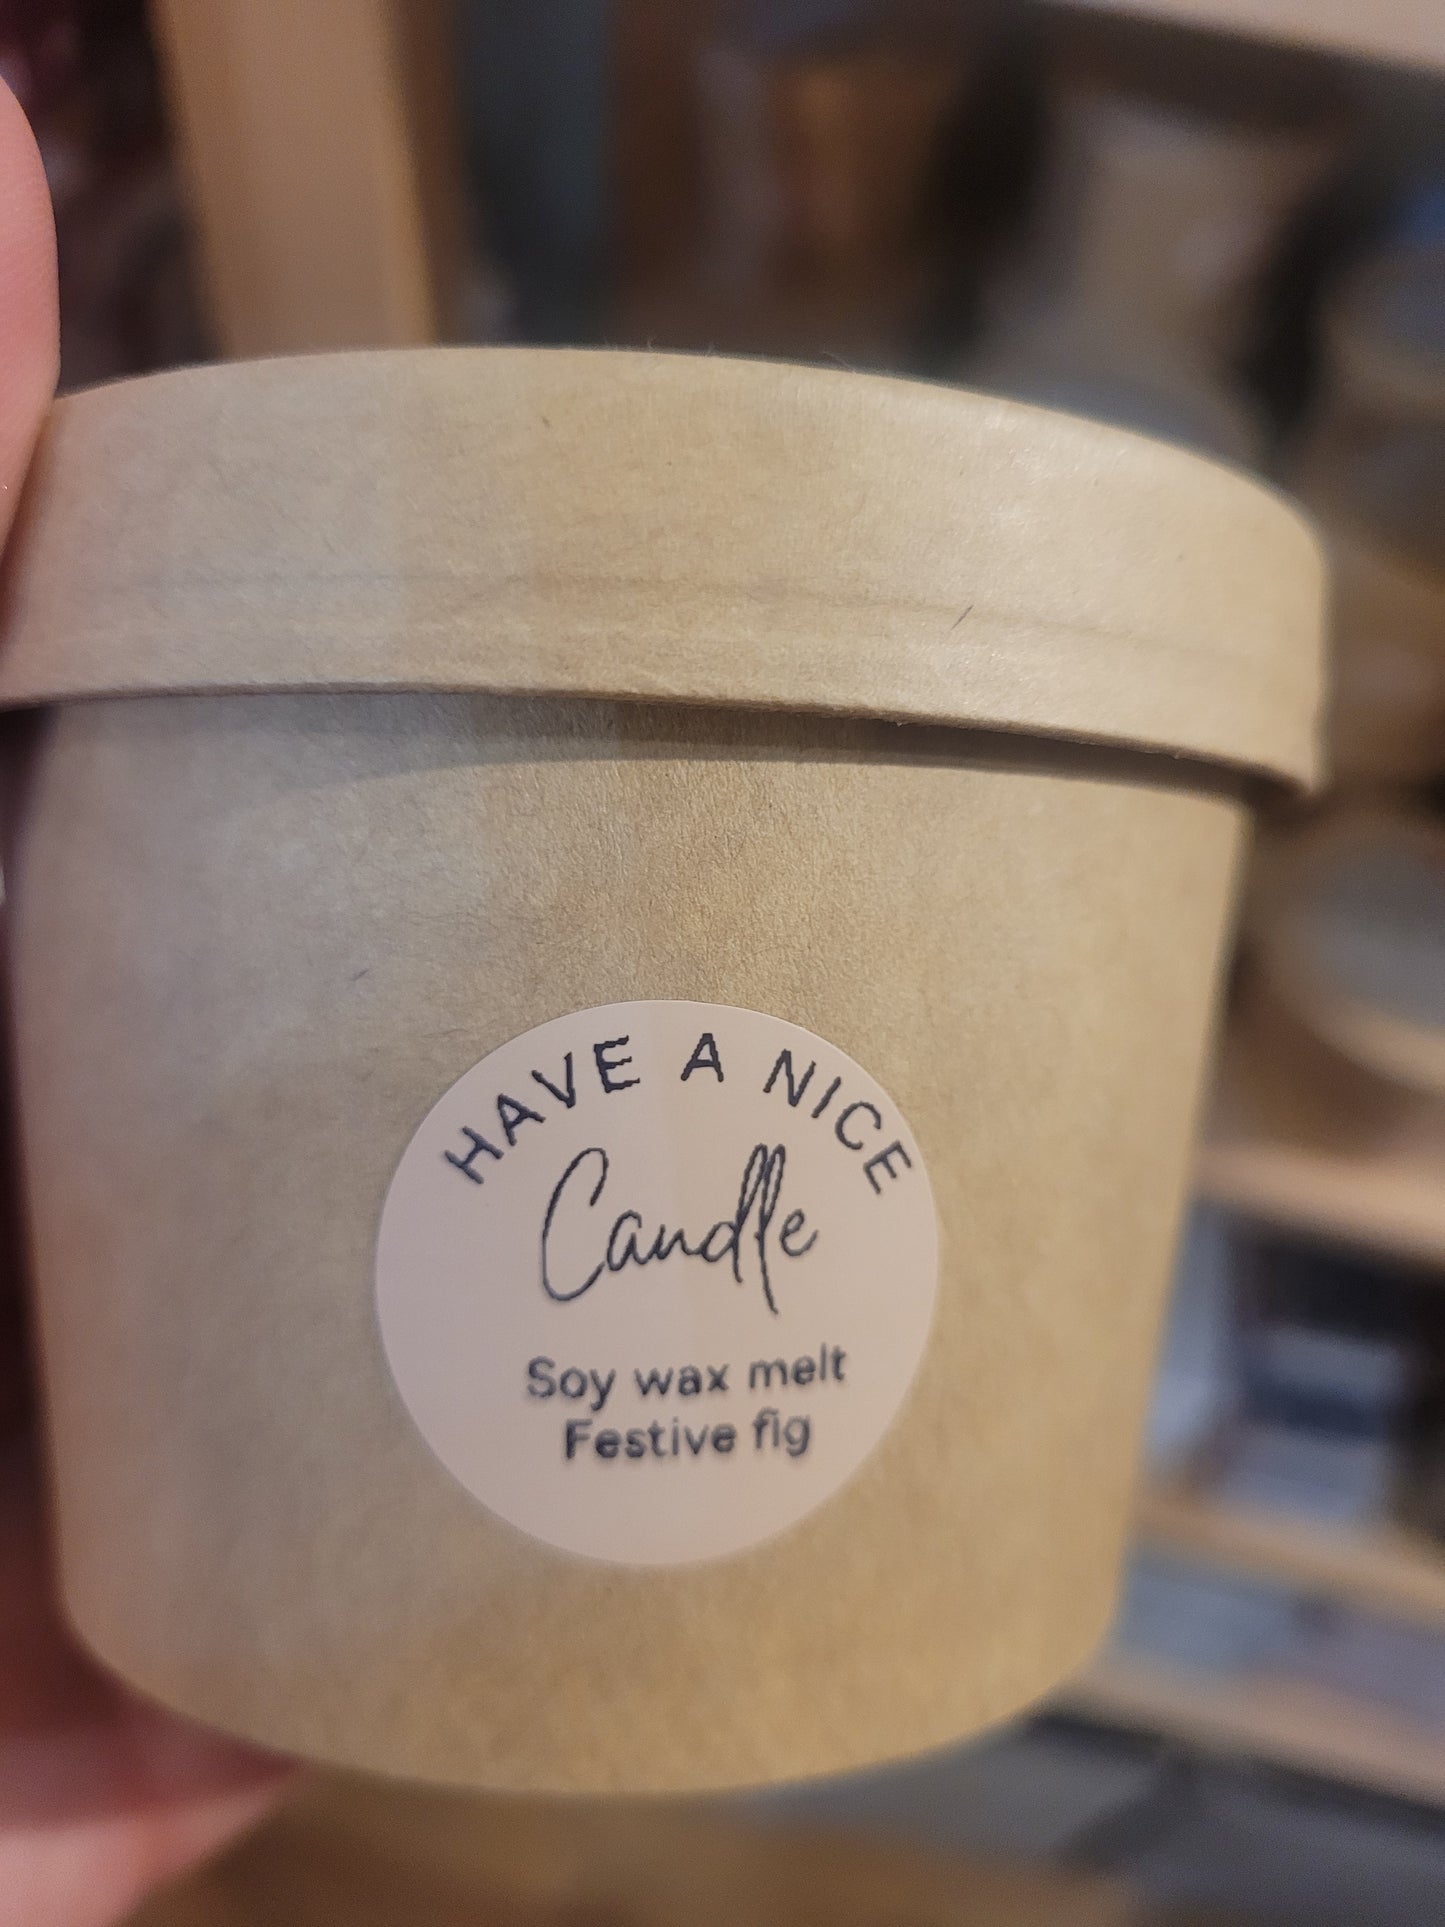 HAVE A NICE
Candle
Soy wax melt
Festive fig